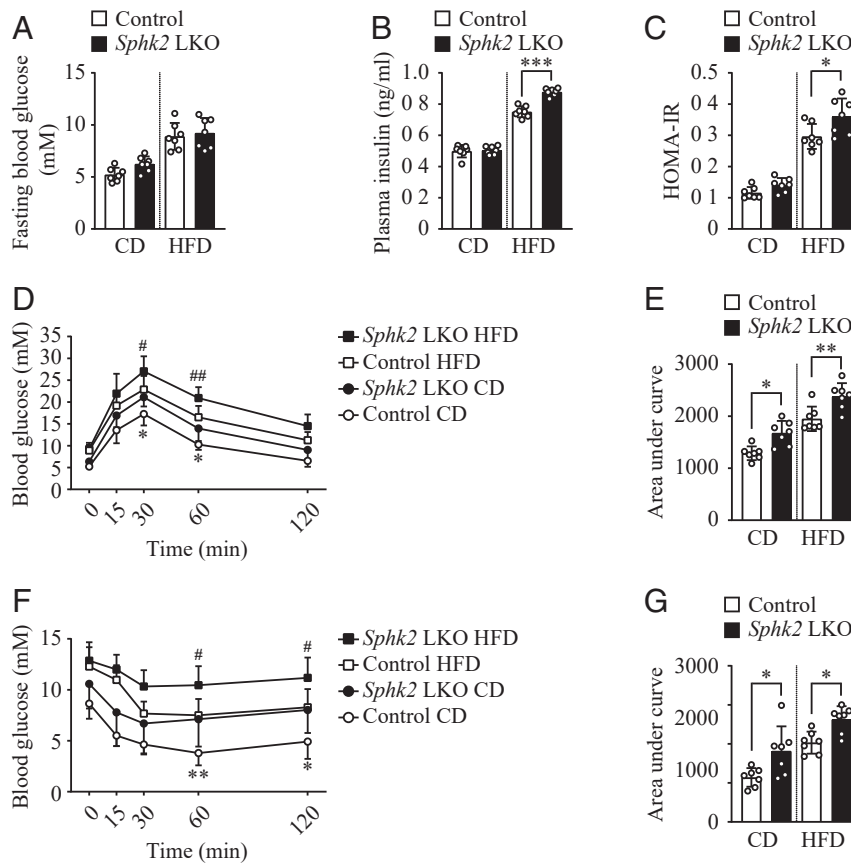 A
Control
Sphk2 LKO
Fasting blood glucose
(mM)
15
10
5
0
CD HFD
B
Control
Sphk2 LKO
***
Plasma insulin (ng/ml)
1.0
0.8
0.6
0 4
0 2
0
CD HFD
C
Control
Sphk2 LKO
*
HOMA-IR
0 5
0 4
0 3
0 2
0 1
0
CD HFD
D
Blood glucose (mM)
35
30
25
20
15
10
5
0
#
##
*
*
0 15 30 60 120
Time (min)
Sphk2 LKO HFD
Control HFD
Sphk2 LKO CD
Control CD
E
Control
Sphk2 LKO
**
*
Area under curve
3000
2000
1000
0
CD HFD
F
Blood glucose (mM)
15
10
5
0
#
#
**
*
0 15 30 60 120
Time (min)
Sphk2 LKO HFD
Control HFD
Sphk2 LKO CD
Control CD
G
Control
Sphk2 LKO
*
*
Area under curve
3000
2000
1000
0
CD HFD